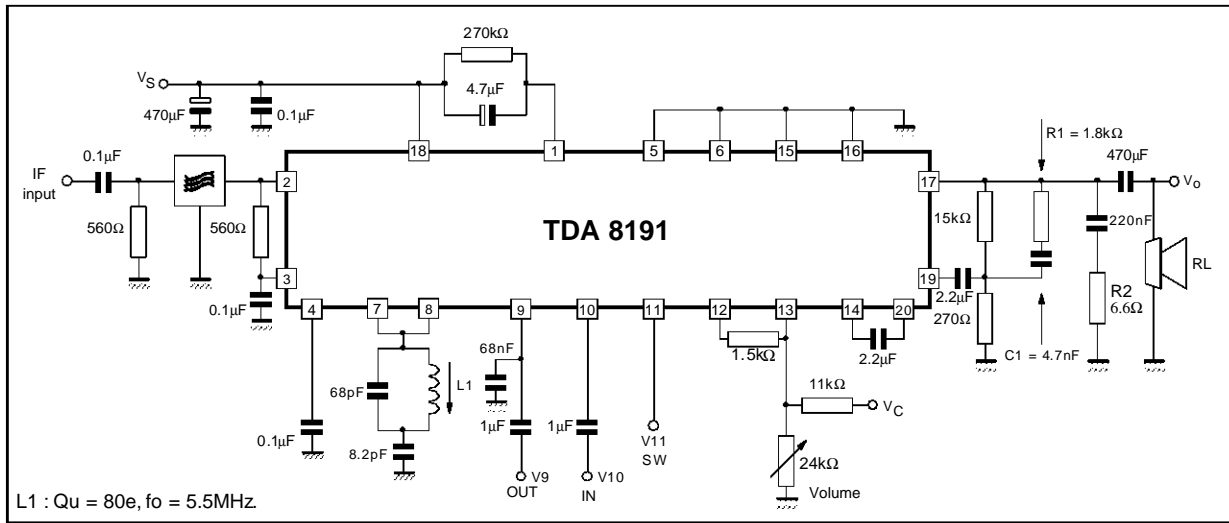 270kΩ
V_S
4.7µF
470µF
0.1µF
18
1
5
6
15
16
R1 = 1.8kΩ
470µF
IF
input
0.1µF
2
17
V_o
560Ω
560Ω
TDA 8191
15kΩ
220nF
RL
3
19
0.1µF
2.2µF
270Ω
R2
6.6Ω
4
7
8
9
10
11
12
13
14
20
1.5kΩ
2.2µF
C1 = 4.7nF
68nF
68pF
L1
11kΩ
V_C
0.1µF
8.2pF
1µF
1µF
V11
SW
24kΩ
Volume
V9
OUT
V10
IN
L1 : Qu = 80e, fo = 5.5MHz.